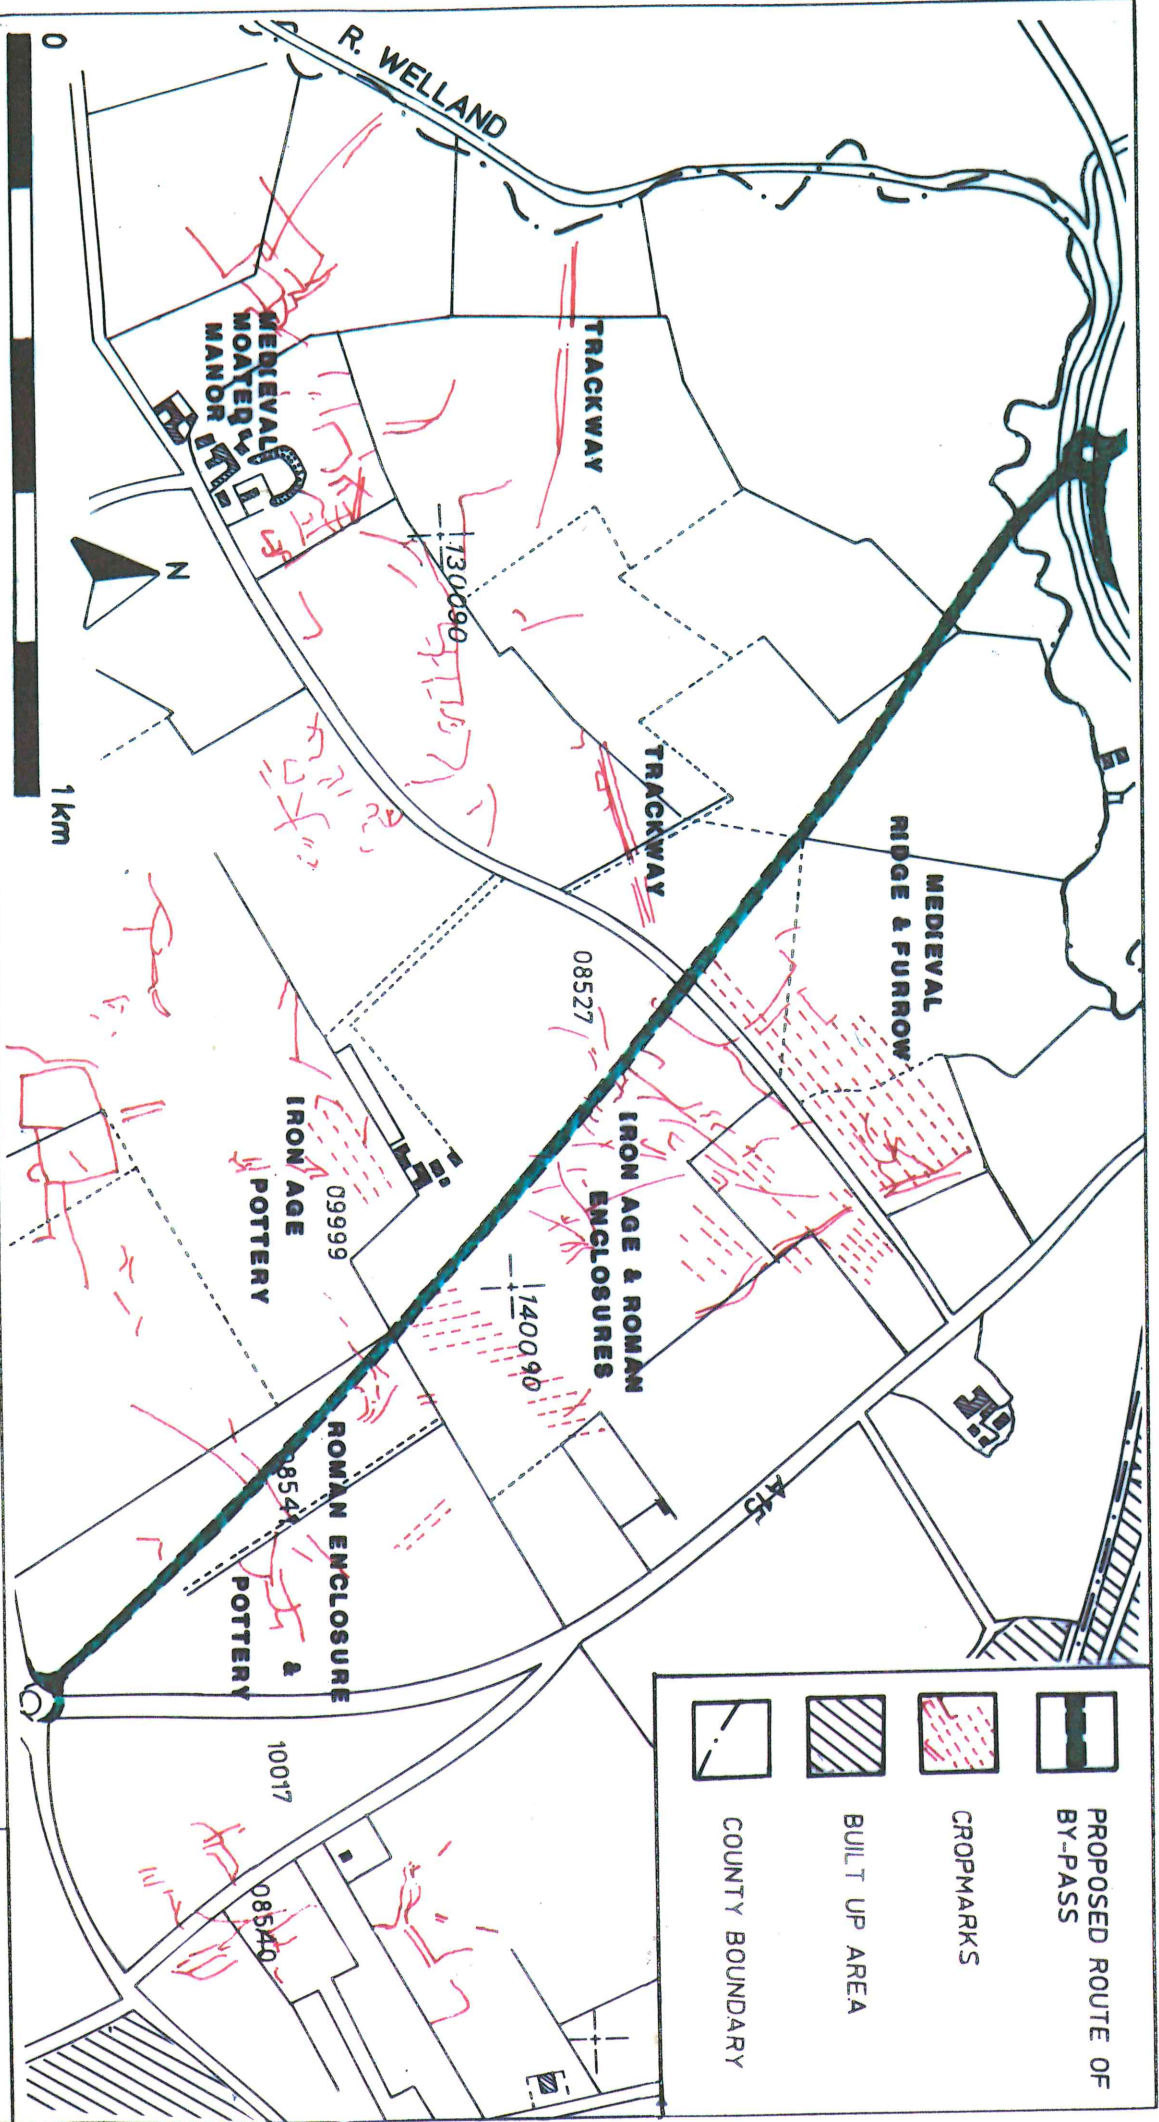 R. WELLAND
TRACKWAY
MEDIEVAL
MOATED
MANOR
130090
N
TRACKWAY
MEDIEVAL
RIDGE & FURROW
08527
IRON AGE & ROMAN
ENCLOSURES
IRON AGE
POTTERY
09999
140090
A15
ROMAN ENCLOSURE
&
POTTERY
10017
08540
0
1km
PROPOSED ROUTE OF
BY-PASS
CROPMARKS
BUILT UP AREA
COUNTY BOUNDARY